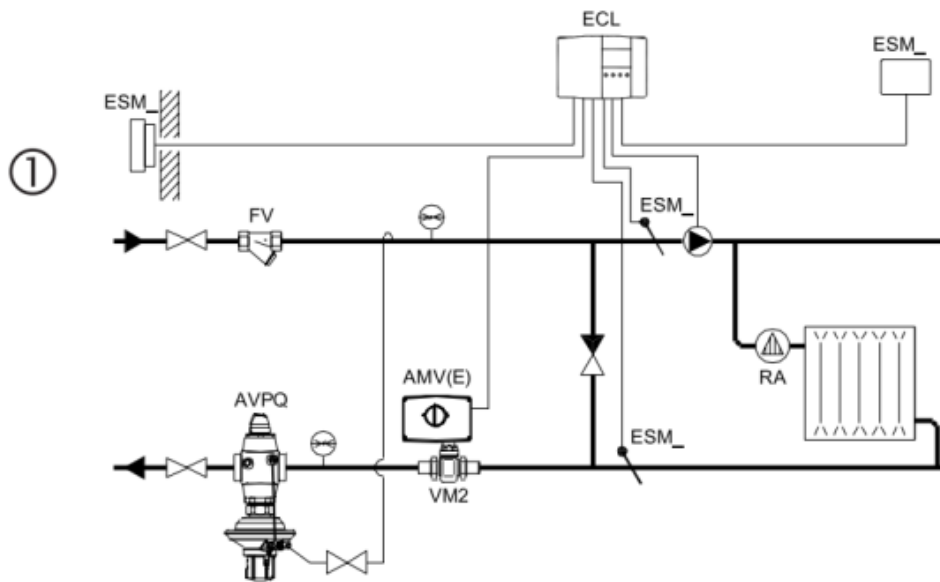 ECL
ESM_
ESM_
①
FV
ESM_
RA
AMV(E)
AVPQ
ESM_
VM2